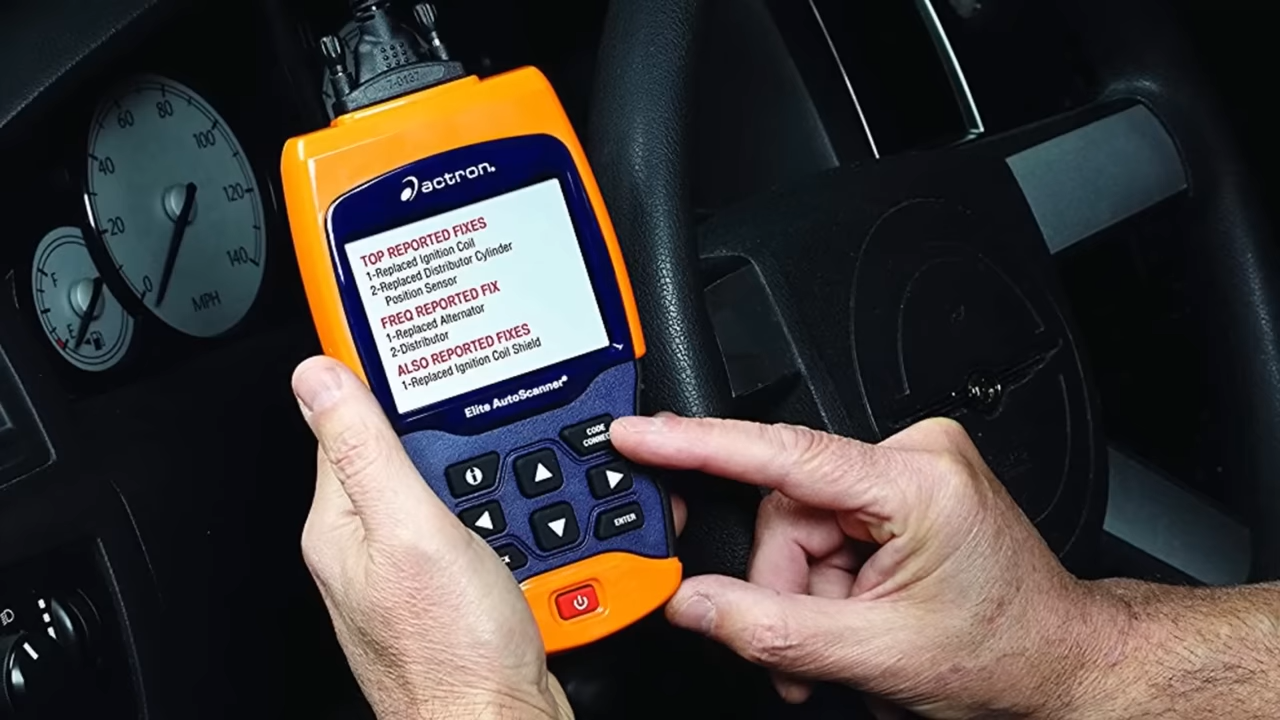 actron
TOP REPORTED FIXES
1-Replaced Ignition Coil
2-Replaced Distributor Cylinder
Position Sensor
FREQ REPORTED FIX
1-Replaced Alternator
2-Distributor
ALSO REPORTED FIXES
1-Replaced Ignition Coil Shield
Elite AutoScanner®
CODE
CONNEC
i
ENTER
CK
0
20
40
60
80
100
120
140
MPH
F
E